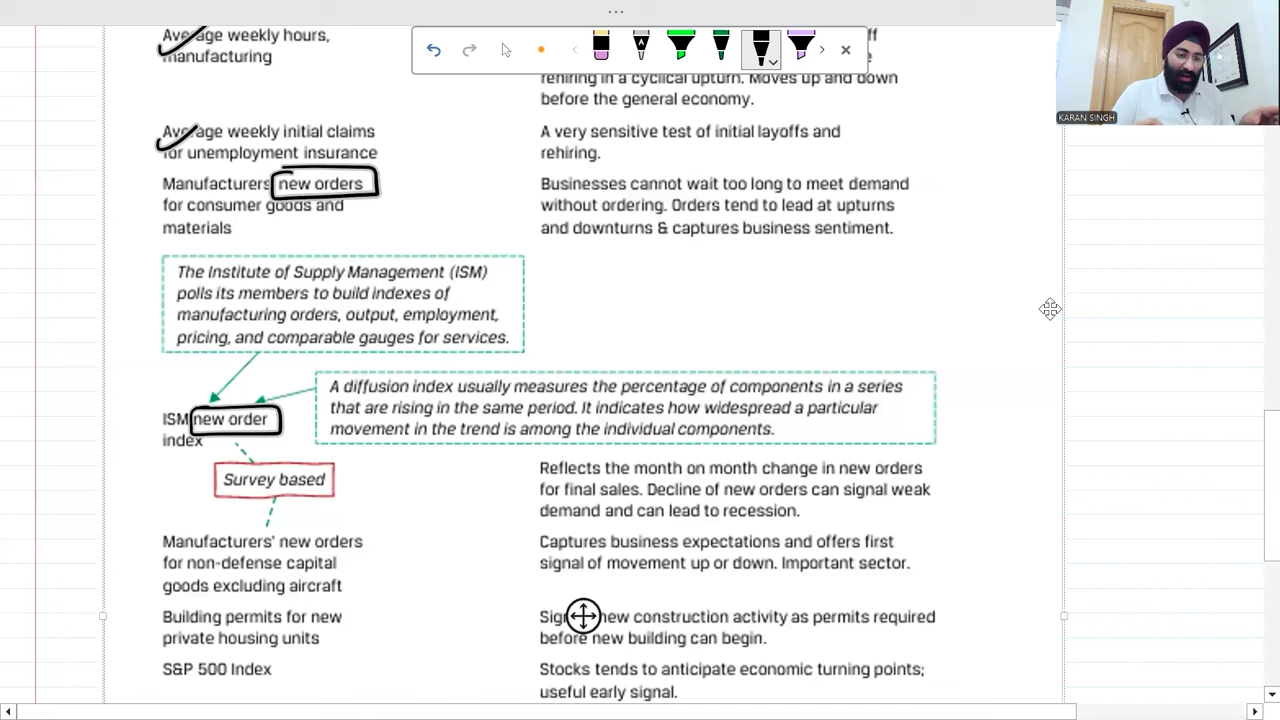 Average weekly hours,
manufacturing
rehiring in a cyclical upturn. Moves up and down
before the general economy.
Average weekly initial claims
for unemployment insurance
A very sensitive test of initial layoffs and
rehiring.
Manufacturers new orders
for consumer goods and
materials
Businesses cannot wait too long to meet demand
without ordering. Orders tend to lead at upturns
and downturns & captures business sentiment.
The Institute of Supply Management (ISM)
polls its members to build indexes of
manufacturing orders, output, employment,
pricing, and comparable gauges for services.
A diffusion index usually measures the percentage of components in a series
that are rising in the same period. It indicates how widespread a particular
movement in the trend is among the individual components.
ISM new order
index
Survey based
Reflects the month on month change in new orders
for final sales. Decline of new orders can signal weak
demand and can lead to recession.
Manufacturers' new orders
for non-defense capital
goods excluding aircraft
Captures business expectations and offers first
signal of movement up or down. Important sector.
Building permits for new
private housing units
new construction activity as permits required
before new building can begin.
S&P 500 Index
Stocks tends to anticipate economic turning points;
useful early signal.
KARAN SINGH